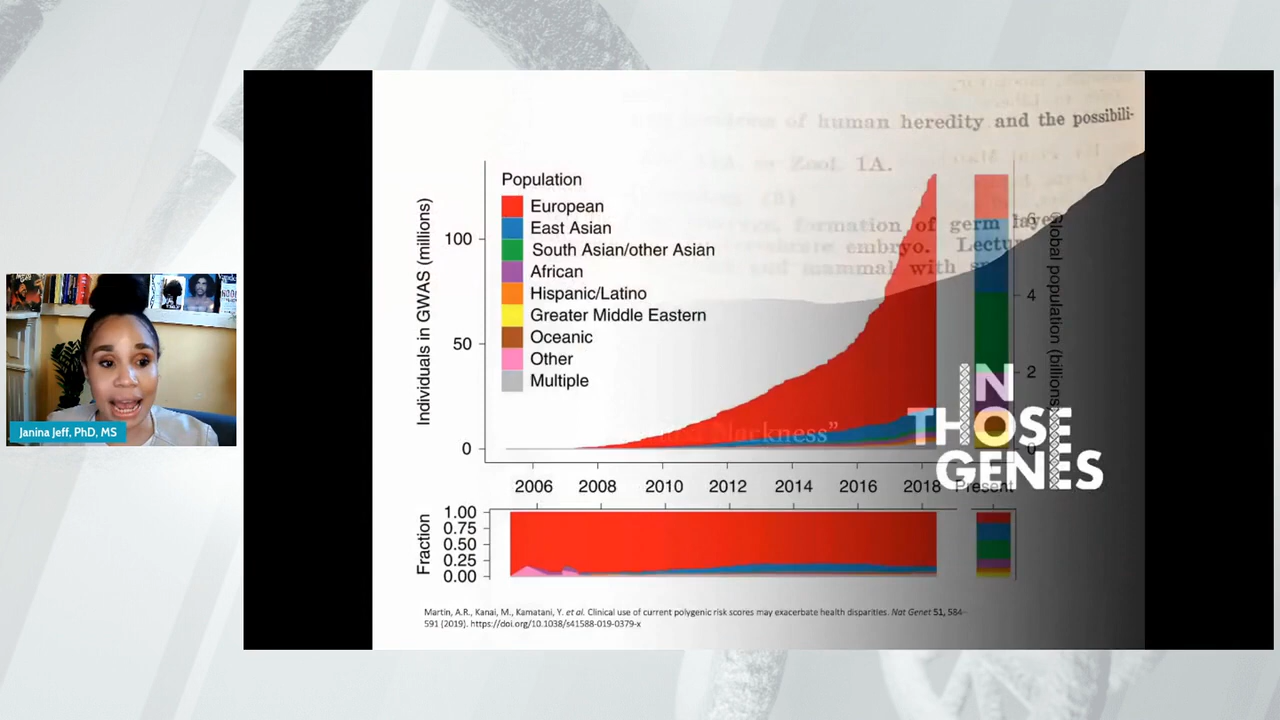 of human heredity and the possibili-
Zool. 1A.
formation of germ laye
embryo. Lectu
and mammal with
Population
European
East Asian
South Asian/other Asian
African
Hispanic/Latino
Greater Middle Eastern
Oceanic
Other
Multiple
Individuals in GWAS (millions)
100
50
0
2006 2008 2010 2012 2014 2016 2018 Present
6
4
2
0
Global population (billions)
Blackness”
IN
THOSE
GENES
Fraction
1.00
0.75
0.50
0.25
0.00
Martin, A.R., Kanai, M., Kamatani, Y. et al. Clinical use of current polygenic risk scores may exacerbate health disparities. Nat Genet 51, 584–
591 (2019). https://doi.org/10.1038/s41588-019-0379-x
Janina Jeff, PhD, MS